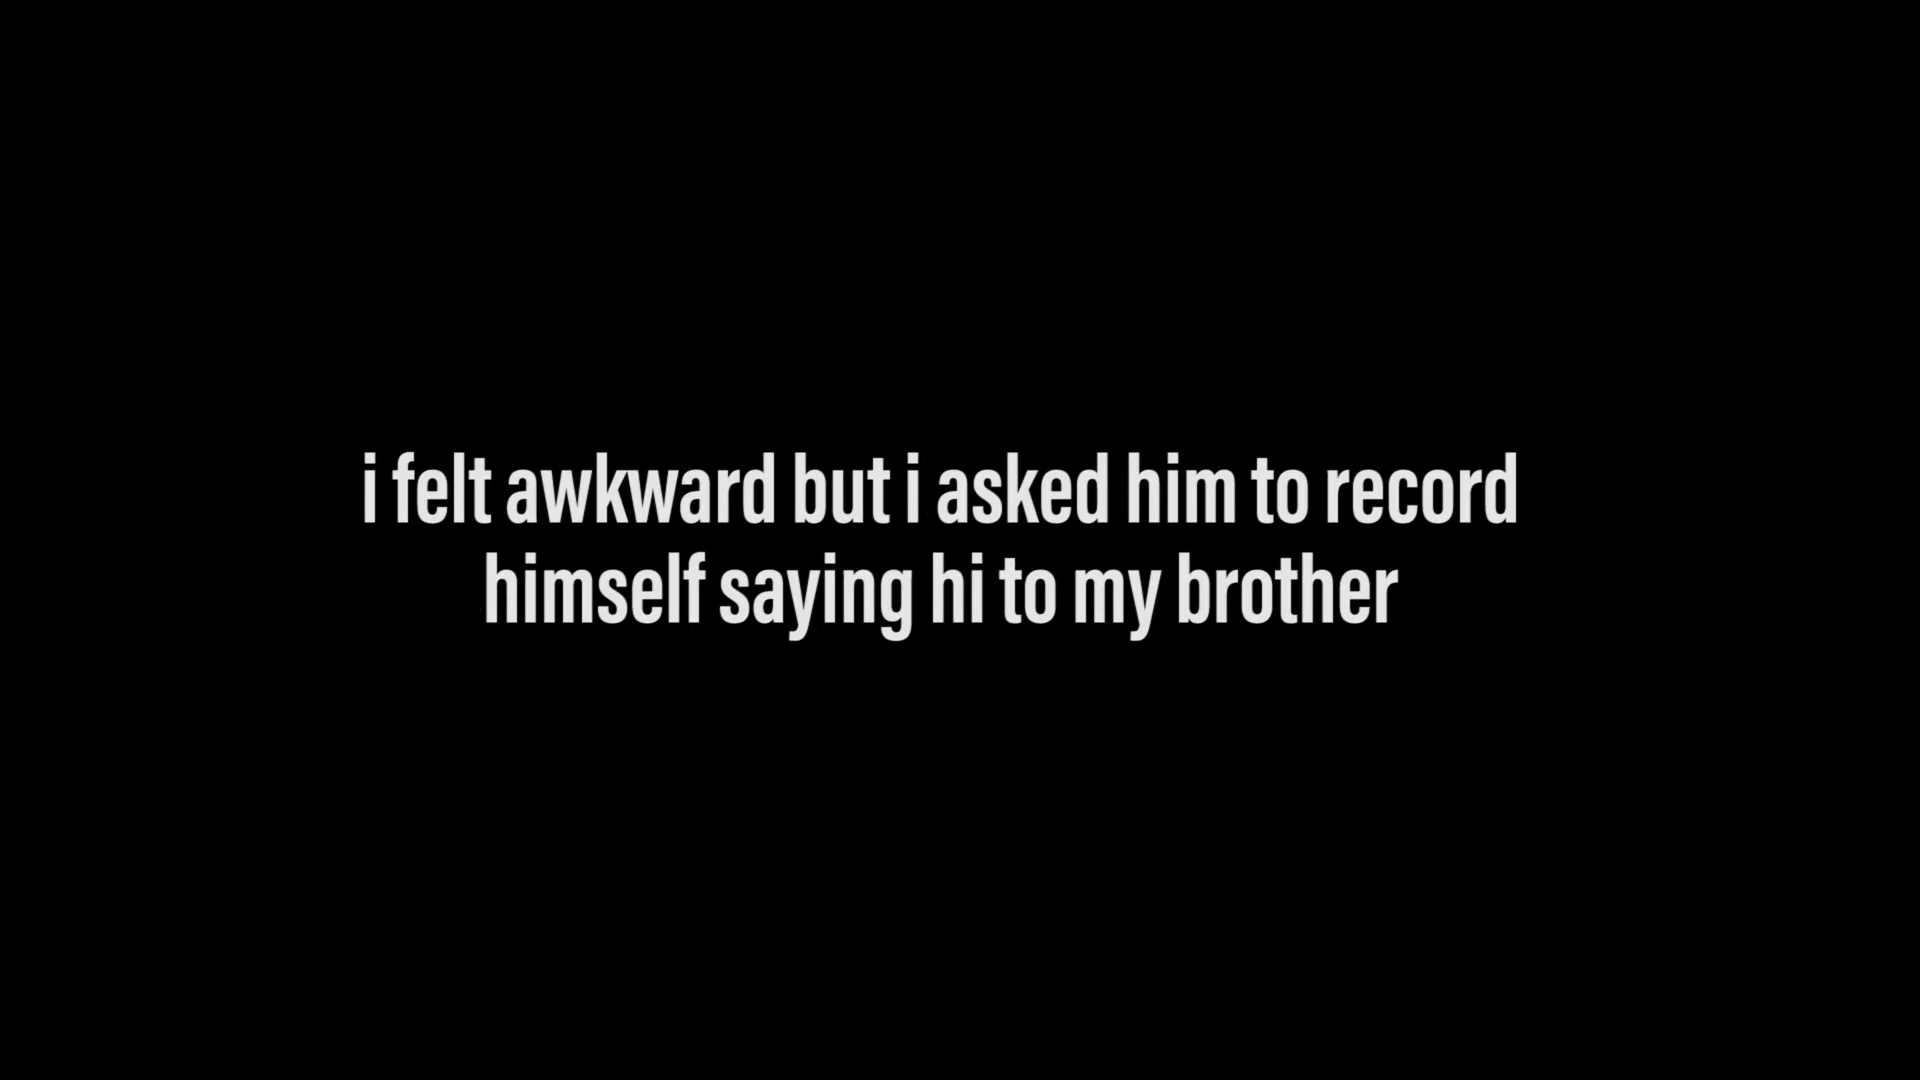 i felt awkward but i asked him to record
himself saying hi to my brother